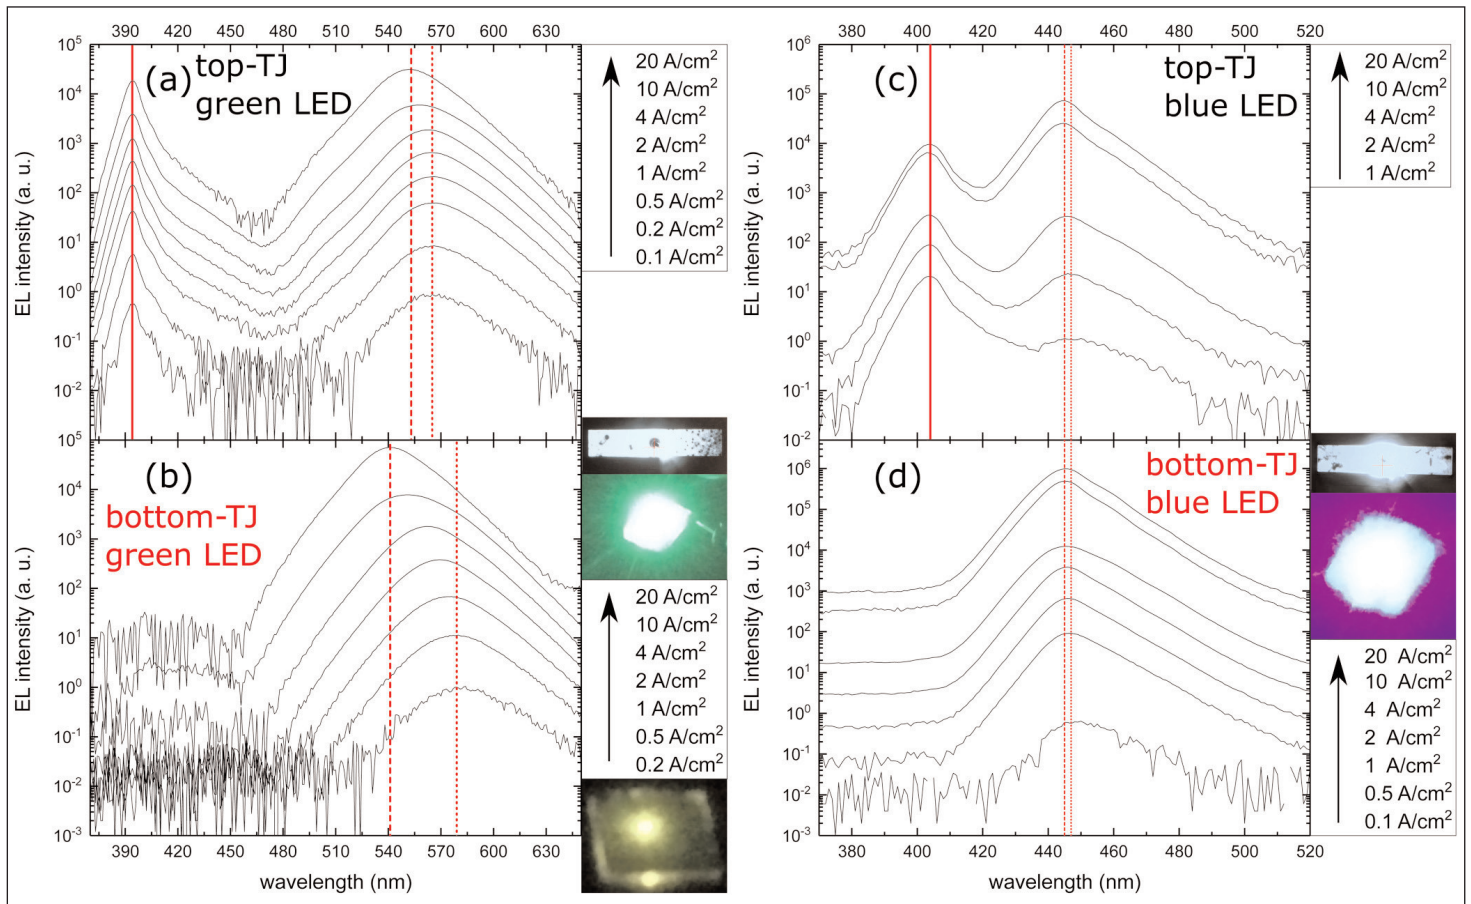 390 420 450 480 510 540 570 600 630
10^5
10^4
10^3
10^2
10^1
10^0
10^-1
10^-2
10^5
EL intensity (a. u.)
(a)
top-TJ
green LED
20 A/cm^2
10 A/cm^2
4 A/cm^2
2 A/cm^2
1 A/cm^2
0.5 A/cm^2
0.2 A/cm^2
0.1 A/cm^2
(b)
bottom-TJ
green LED
10^4
10^3
10^2
10^1
10^0
10^-1
10^-2
10^-3
EL intensity (a. u.)
20 A/cm^2
10 A/cm^2
4 A/cm^2
2 A/cm^2
1 A/cm^2
0.5 A/cm^2
0.2 A/cm^2
390 420 450 480 510 540 570 600 630
wavelength (nm)
380 400 420 440 460 480 500 520
10^6
10^5
10^4
10^3
10^2
10^1
10^0
10^-1
10^-2
EL intensity (a. u.)
(c)
top-TJ
blue LED
20 A/cm^2
10 A/cm^2
4 A/cm^2
2 A/cm^2
1 A/cm^2
(d)
bottom-TJ
blue LED
10^6
10^5
10^4
10^3
10^2
10^1
10^0
10^-1
10^-2
10^-3
EL intensity (a. u.)
20 A/cm^2
10 A/cm^2
4 A/cm^2
2 A/cm^2
1 A/cm^2
0.5 A/cm^2
0.1 A/cm^2
380 400 420 440 460 480 500 520
wavelength (nm)